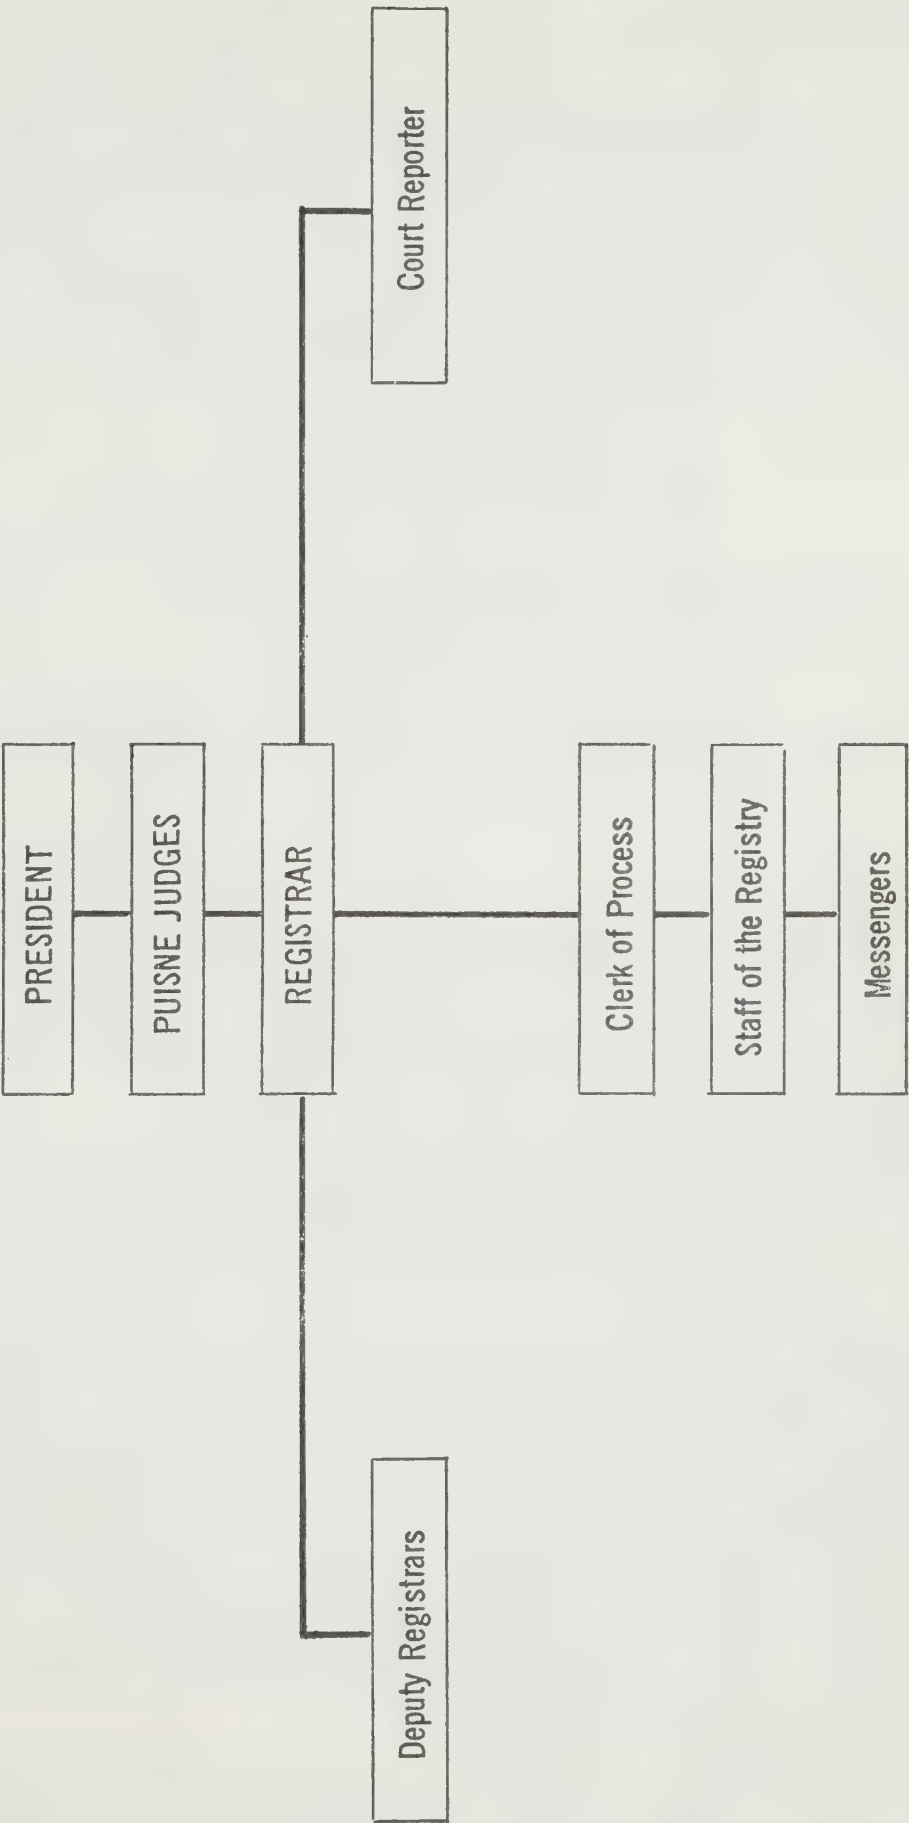 PRESIDENT
PUISNE JUDGES
REGISTRAR
Deputy Registrars
Court Reporter
Clerk of Process
Staff of the Registry
Messengers